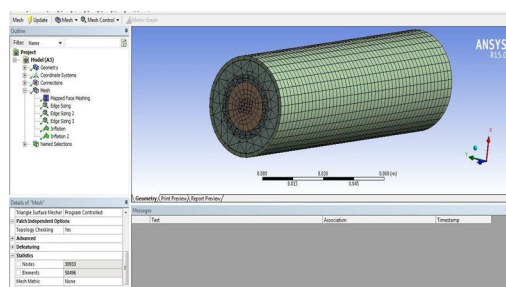 Mesh Update Mesh Mesh Control Metric Graph
Outline
Filter: Name
Project
Model (A3)
Geometry
Coordinate Systems
Connections
Mesh
Mapped Face Meshing
Edge Sizing
Edge Sizing 2
Edge Sizing 3
Inflation
Inflation 2
Named Selections
ANSYS
R15.0
X
Y
0.000 0.030 0.060 (m)
0.015 0.045
Geometry Print Preview Report Preview
Details of "Mesh"
Triangle Surface Mesher Program Controlled
Patch Independent Options
Topology Checking Yes
Advanced
Defeaturing
Statistics
Nodes
Elements 58496
Mesh Metric None
Messages
Text Association Timestamp